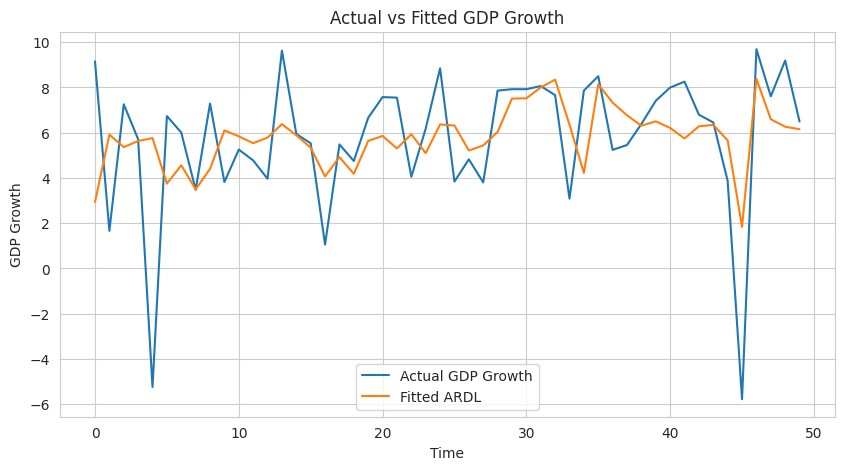 Actual vs Fitted GDP Growth
10
8
6
4
2
0
−2
−4
−6
GDP Growth
Actual GDP Growth
Fitted ARDL
0 10 20 30 40 50
Time